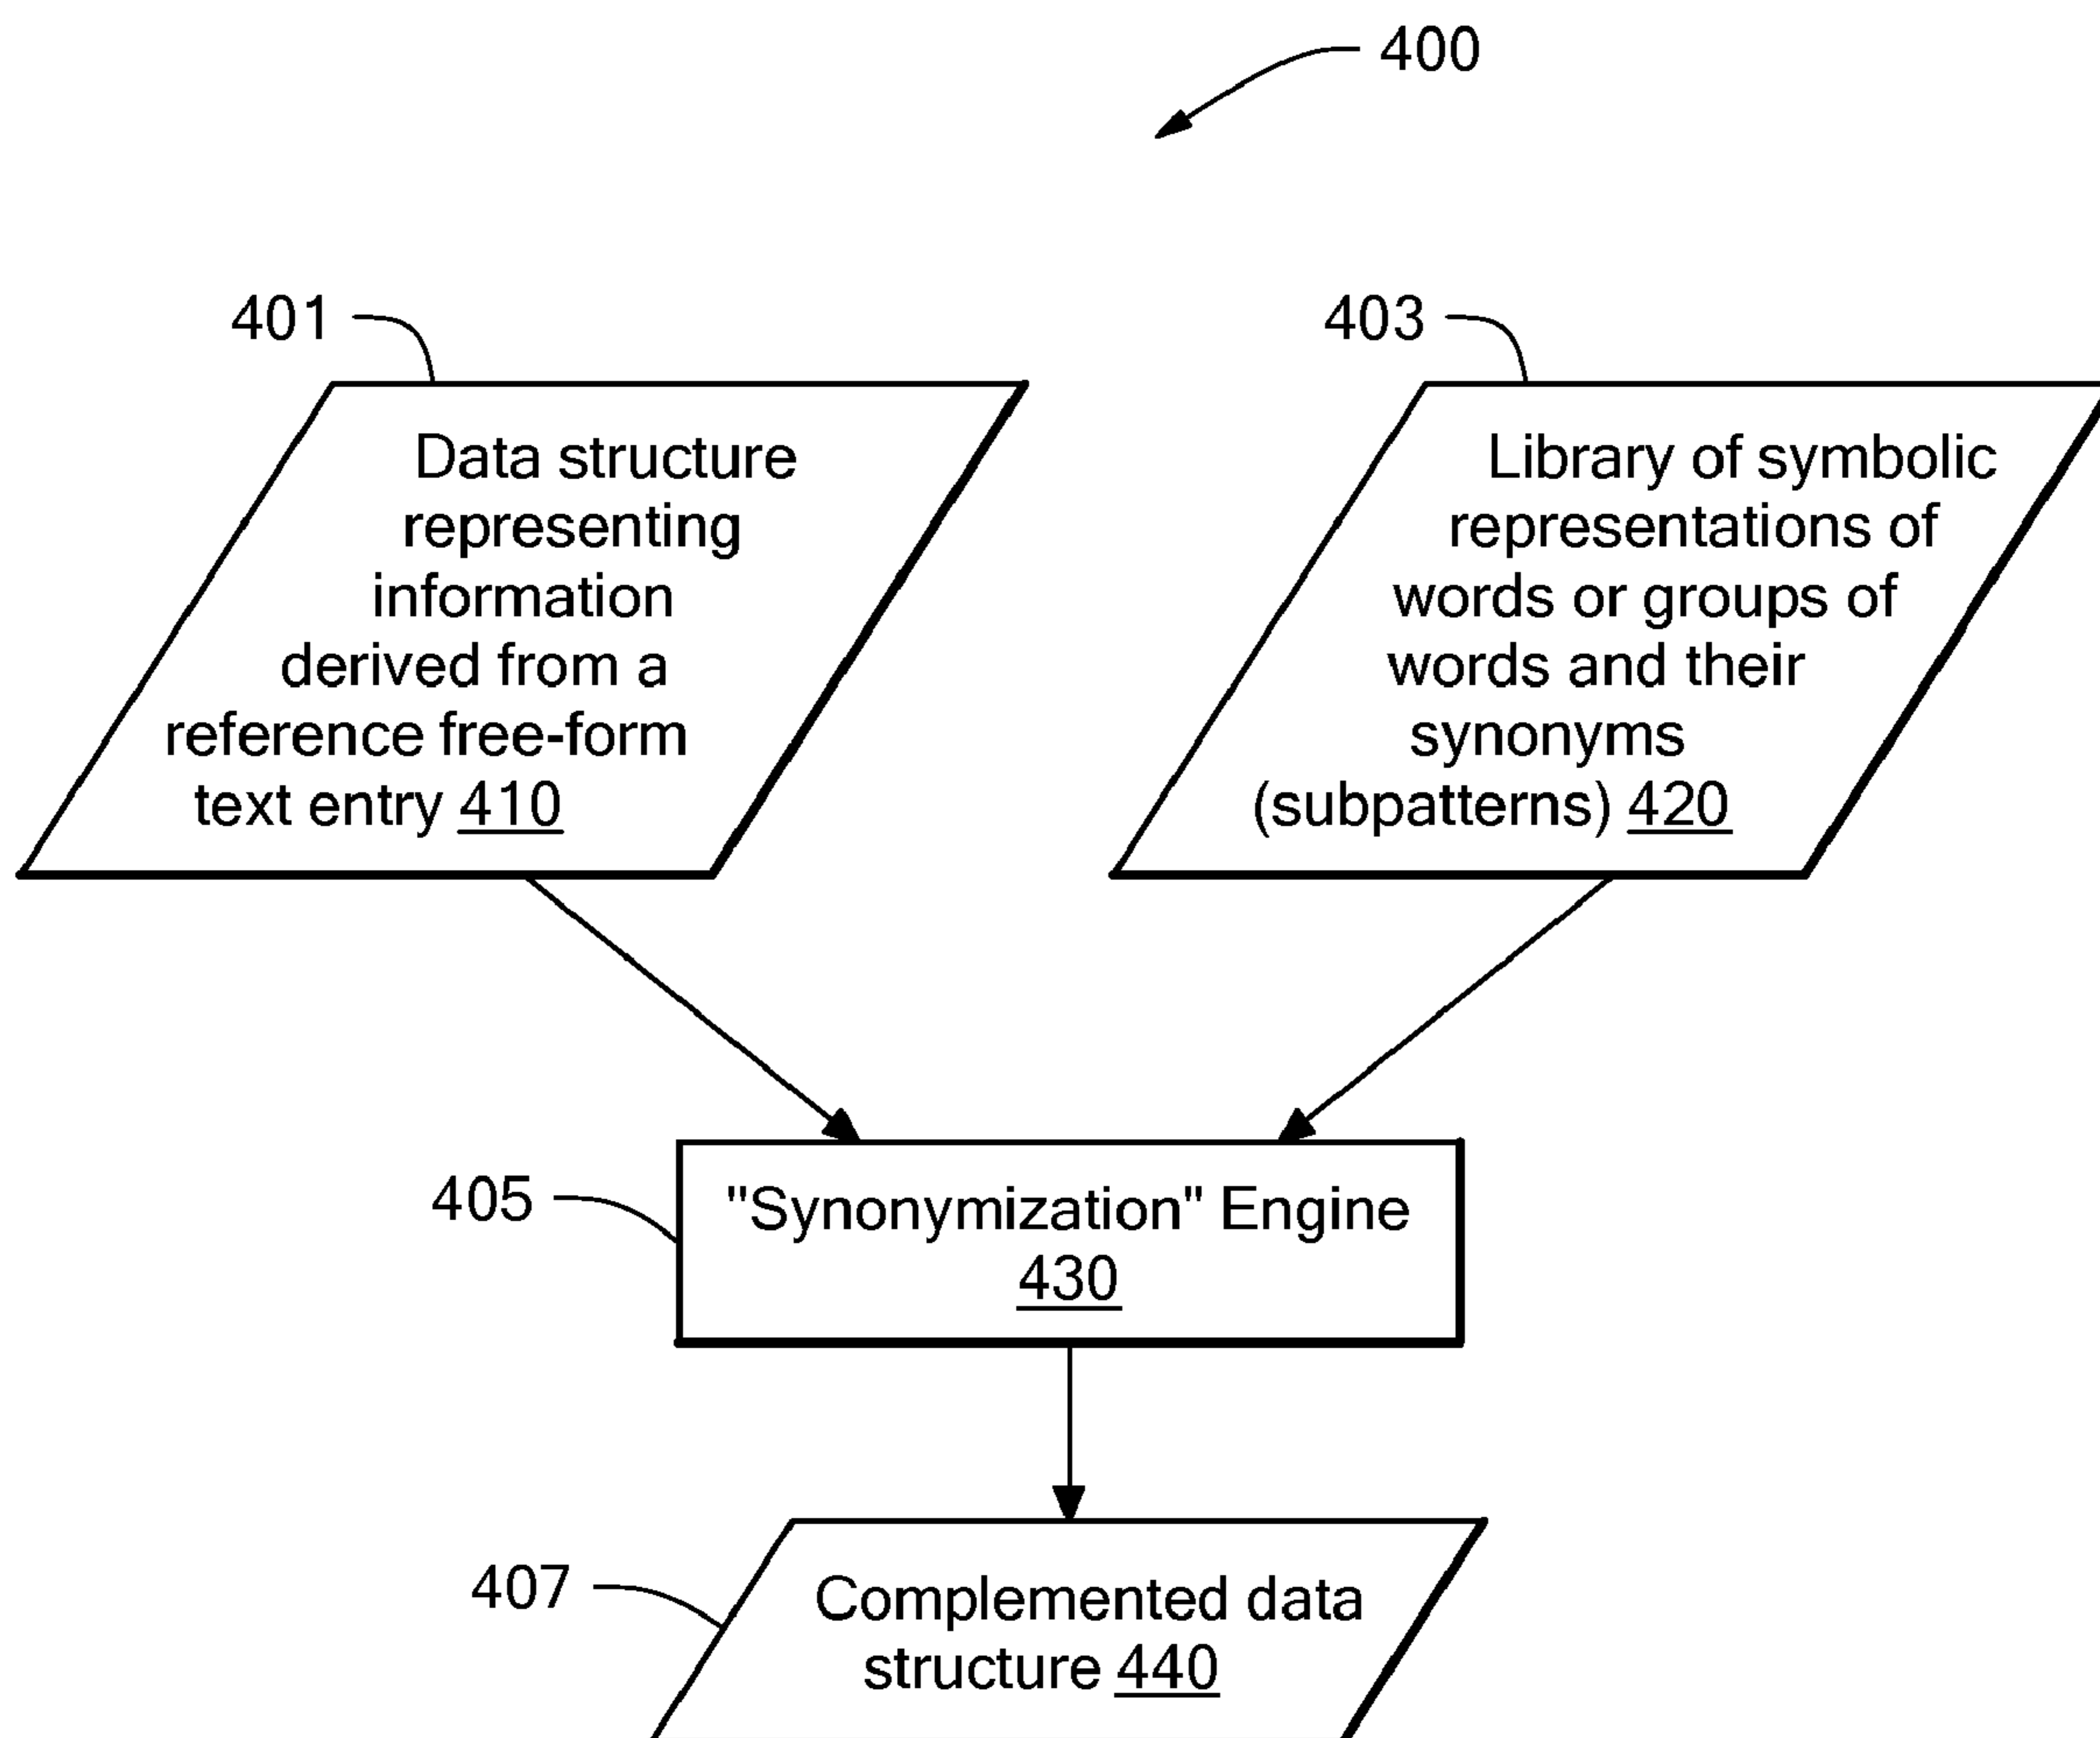 400
401
Data structure
representing
information
derived from a
reference free-form
text entry 410
403
Library of symbolic
representations of
words or groups of
words and their
synonyms
(subpatterns) 420
405
"Synonymization" Engine
430
407
Complemented data
structure 440